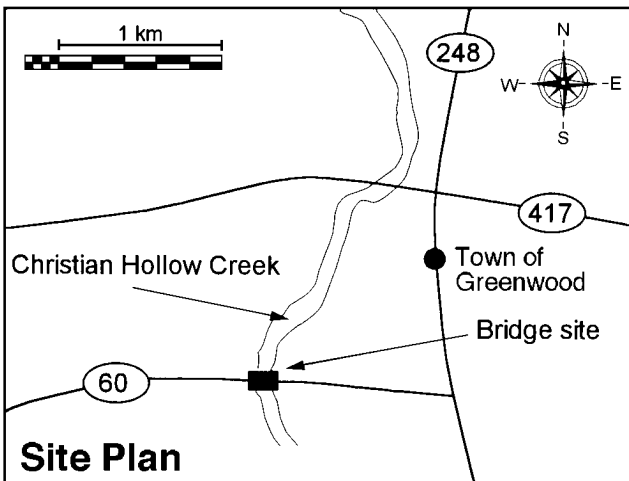 1 km
248
N
W
E
S
417
Christian Hollow Creek
Town of
Greenwood
Bridge site
60
Site Plan